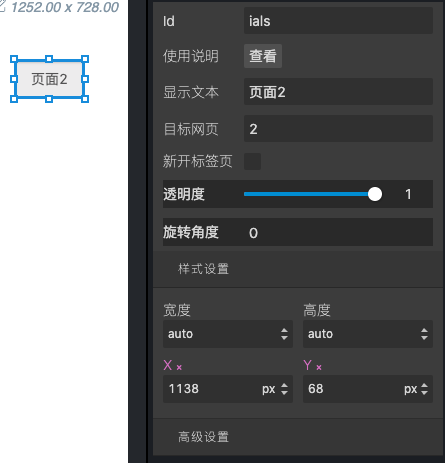 1252.00 x 728.00
页面2
Id
ials
使用说明
查看
显示文本
页面2
目标网页
2
新开标签页
透明度
1
旋转角度
0
样式设置
宽度
高度
auto
auto
X ×
Y ×
1138 px
68 px
高级设置